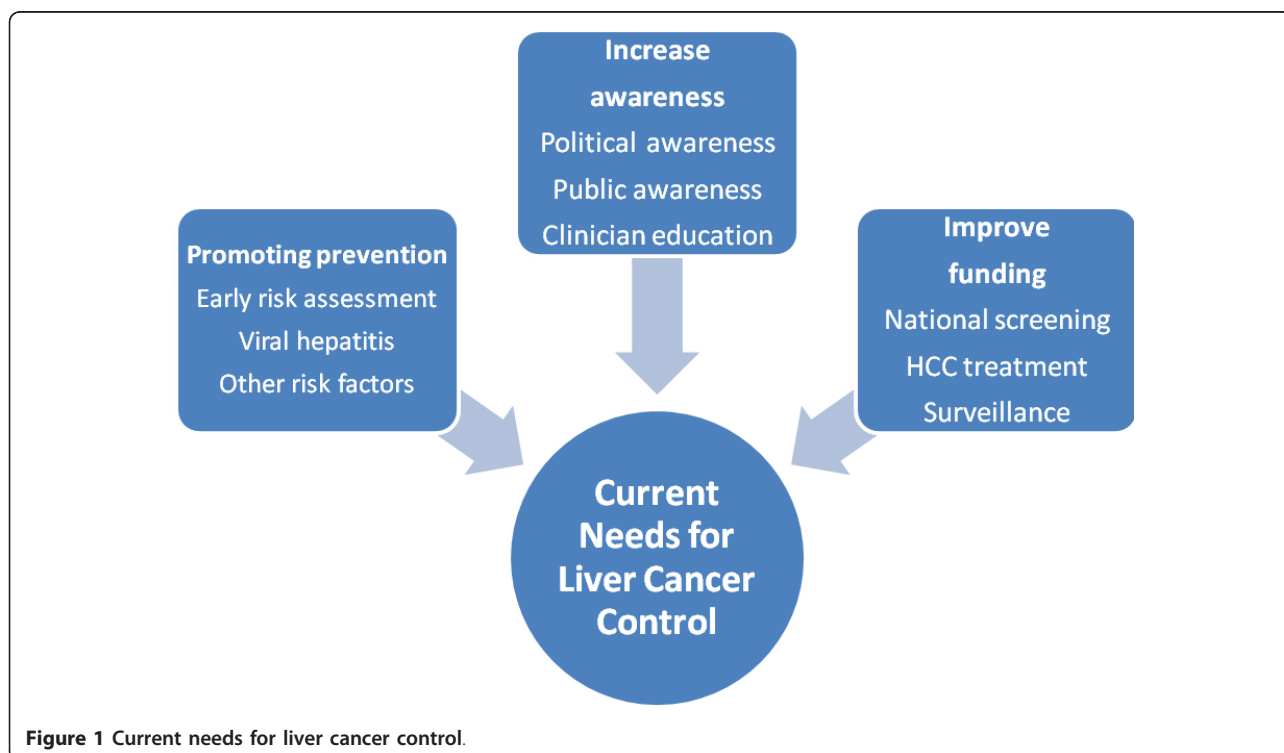 Increase
awareness
Political awareness
Public awareness
Clinician education
Promoting prevention
Early risk assessment
Viral hepatitis
Other risk factors
Improve
funding
National screening
HCC treatment
Surveillance
Current
Needs for
Liver Cancer
Control
Figure 1 Current needs for liver cancer control.